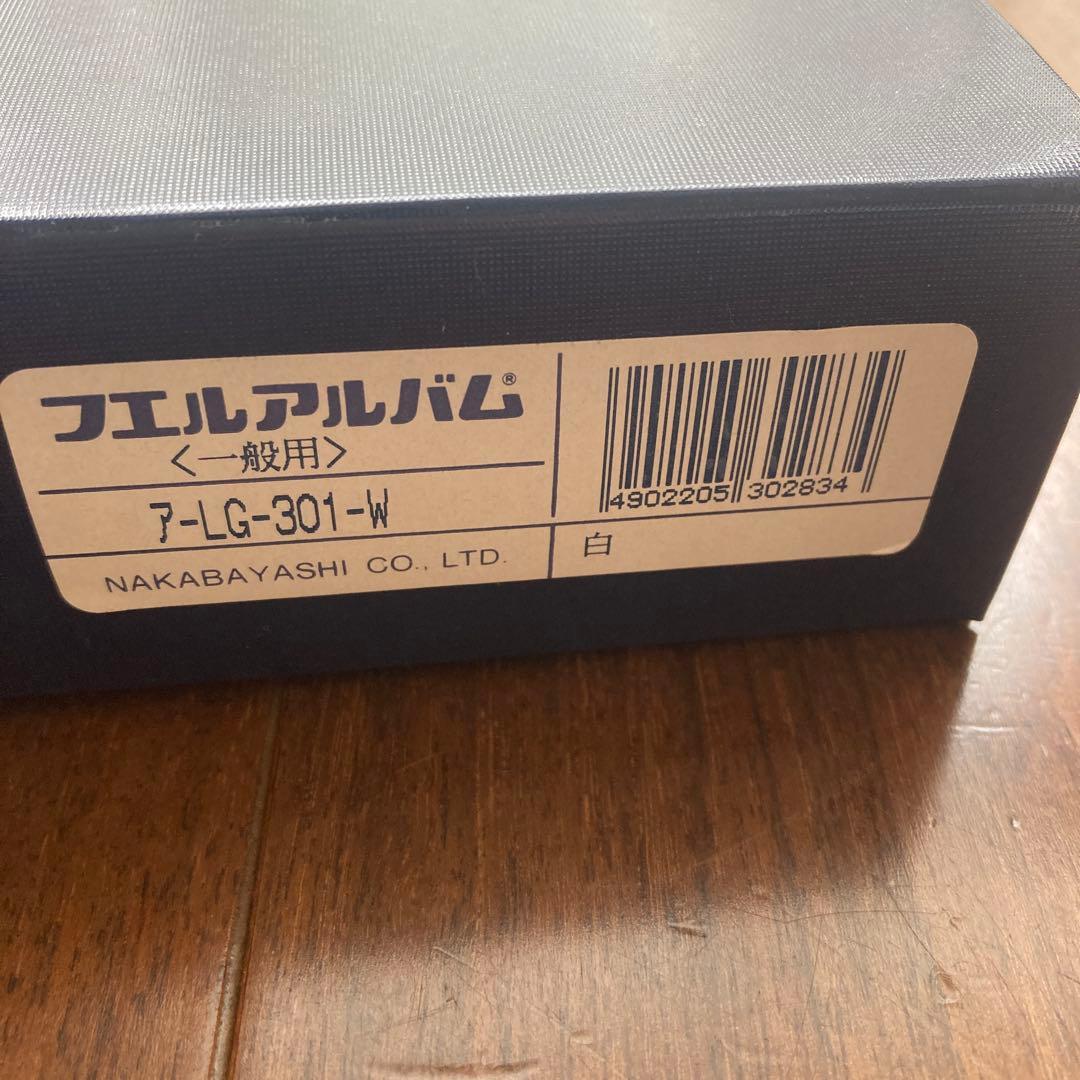 フエルアルバム®
<一般用>
ア-LG-301-W
NAKABAYASHI CO., LTD.
4902205 302834
白